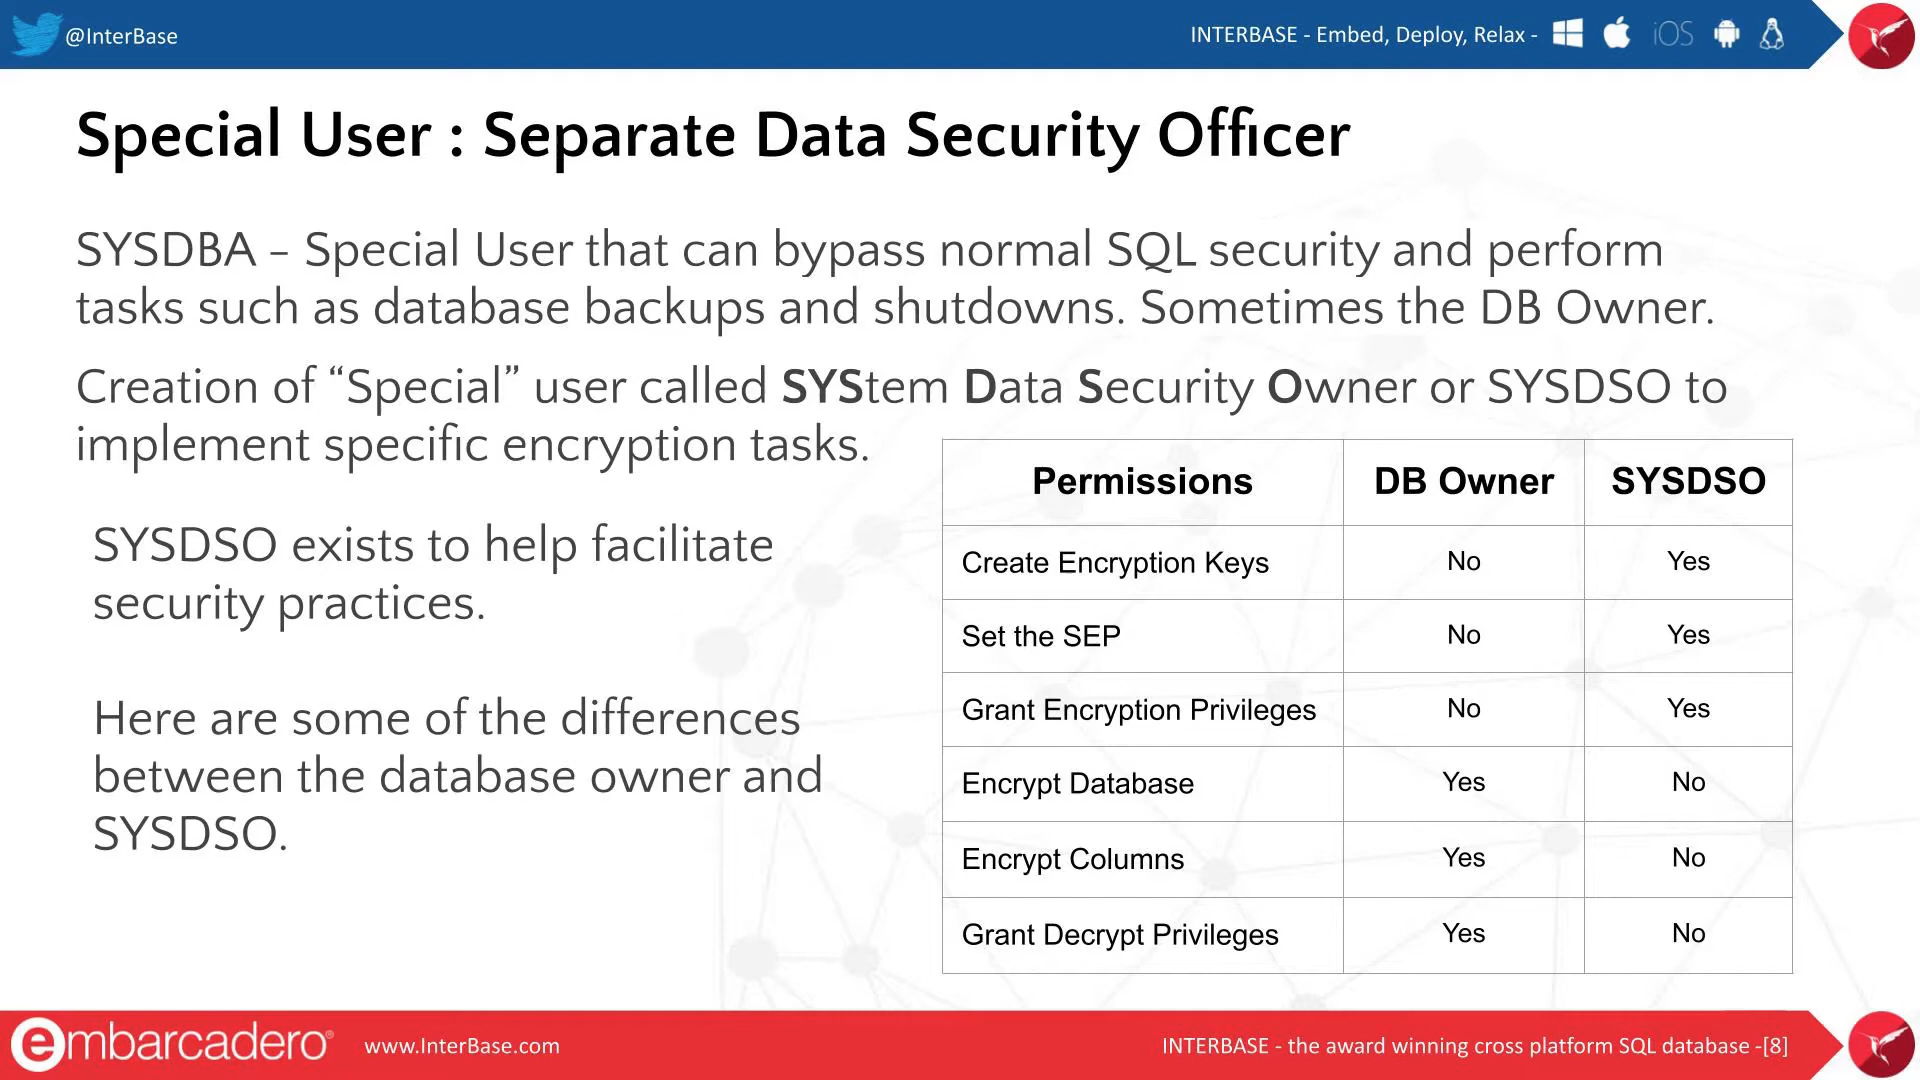 @InterBase
INTERBASE - Embed, Deploy, Relax -
iOS
Special User : Separate Data Security Officer
SYSDBA – Special User that can bypass normal SQL security and perform
tasks such as database backups and shutdowns. Sometimes the DB Owner.
Creation of “Special” user called SYStem Data Security Owner or SYSDSO to
implement specific encryption tasks.
SYSDSO exists to help facilitate
security practices.
Here are some of the differences
between the database owner and
SYSDSO.
Permissions DB Owner SYSDSO
Create Encryption Keys No Yes
Set the SEP No Yes
Grant Encryption Privileges No Yes
Encrypt Database Yes No
Encrypt Columns Yes No
Grant Decrypt Privileges Yes No
embarcadero®
www.InterBase.com
INTERBASE - the award winning cross platform SQL database -[8]